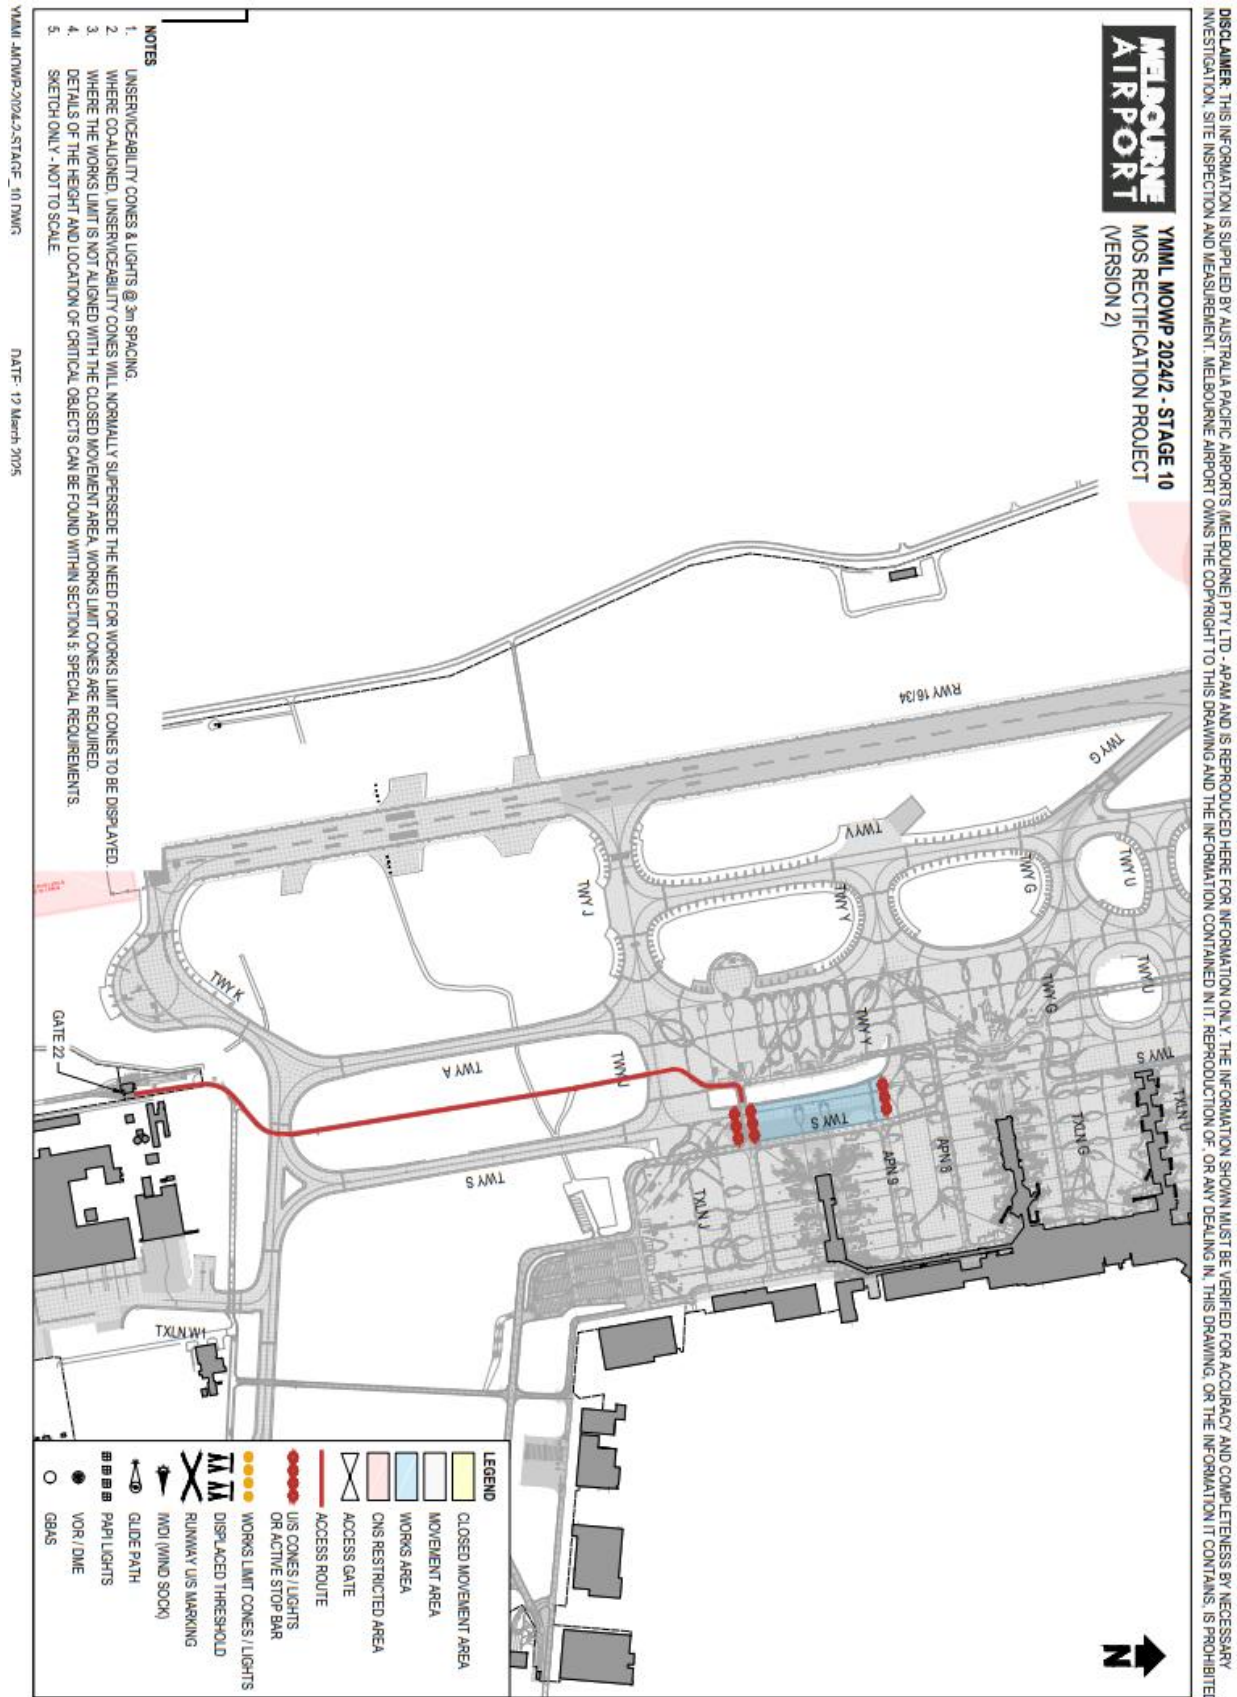 DISCLAIMER: THIS INFORMATION IS SUPPLIED BY AUSTRALIA PACIFIC AIRPORTS (MELBOURNE) PTY LTD - APAM AND IS REPRODUCED HERE FOR INFORMATION ONLY. THE INFORMATION SHOWN MUST BE VERIFIED FOR ACCURACY AND COMPLETENESS BY NECESSARY
INVESTIGATION, SITE INSPECTION AND MEASUREMENT. MELBOURNE AIRPORT OWNS THE COPYRIGHT TO THIS DRAWING AND THE INFORMATION CONTAINED IN IT. REPRODUCTION OF, OR ANY DEALING IN, THIS DRAWING, OR THE INFORMATION IT CONTAINS, IS PROHIBITE
MELBOURNE
AIRPORT
YMML MOWP 2024/2 - STAGE 10
MOS RECTIFICATION PROJECT
(VERSION 2)
N
RWY 16/34
TWY G
TWY V
TWY G
TWY U
TWY Y
TWY J
TWY K
TWY G
TWY U
TWY Y
TWY S
TWY A
TWY J
TWY S
TXLN U
TXLN G
APN 8
APN 9
TXLN J
TWY S
GATE 22
TXLN W1
NOTES
1. UNSERVICEABILITY CONES & LIGHTS @ 3m SPACING.
2. WHERE CO-ALIGNED, UNSERVICEABILITY CONES WILL NORMALLY SUPERSEDE THE NEED FOR WORKS LIMIT CONES TO BE DISPLAYED.
3. WHERE THE WORKS LIMIT IS NOT ALIGNED WITH THE CLOSED MOVEMENT AREA, WORKS LIMIT CONES ARE REQUIRED.
4. DETAILS OF THE HEIGHT AND LOCATION OF CRITICAL OBJECTS CAN BE FOUND WITHIN SECTION 5: SPECIAL REQUIREMENTS.
5. SKETCH ONLY - NOT TO SCALE.
LEGEND
CLOSED MOVEMENT AREA
MOVEMENT AREA
WORKS AREA
CNS RESTRICTED AREA
ACCESS GATE
ACCESS ROUTE
U/S CONES / LIGHTS
OR ACTIVE STOP BAR
WORKS LIMIT CONES / LIGHTS
DISPLACED THRESHOLD
RUNWAY U/S MARKING
IWDI (WIND SOCK)
GLIDE PATH
PAPI LIGHTS
VOR / DME
GBAS
YMML-MOWP-2024-2-STAGE_10.DWG
DATE: 12 March 2025